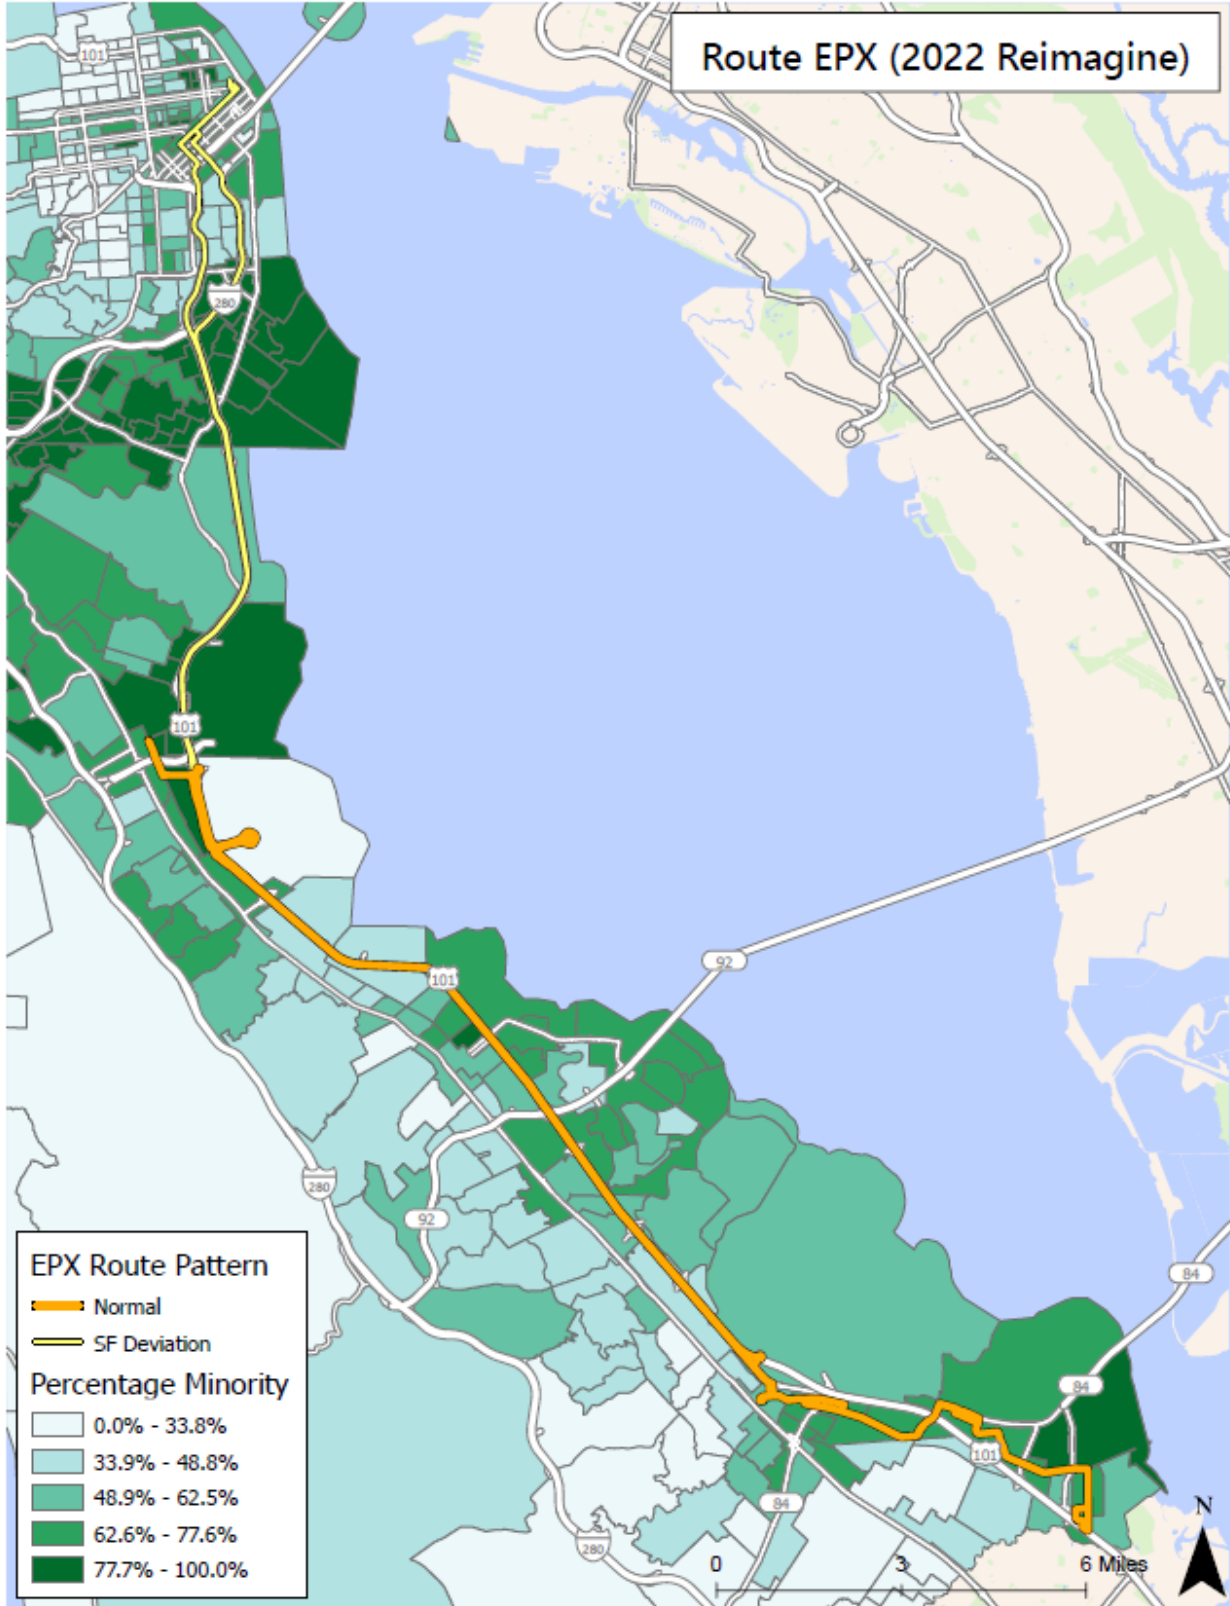 Route EPX (2022 Reimagine)
101
280
101
101
92
280
92
84
84
101
84
280
EPX Route Pattern
Normal
SF Deviation
Percentage Minority
0.0% - 33.8%
33.9% - 48.8%
48.9% - 62.5%
62.6% - 77.6%
77.7% - 100.0%
N
0 3 6 Miles